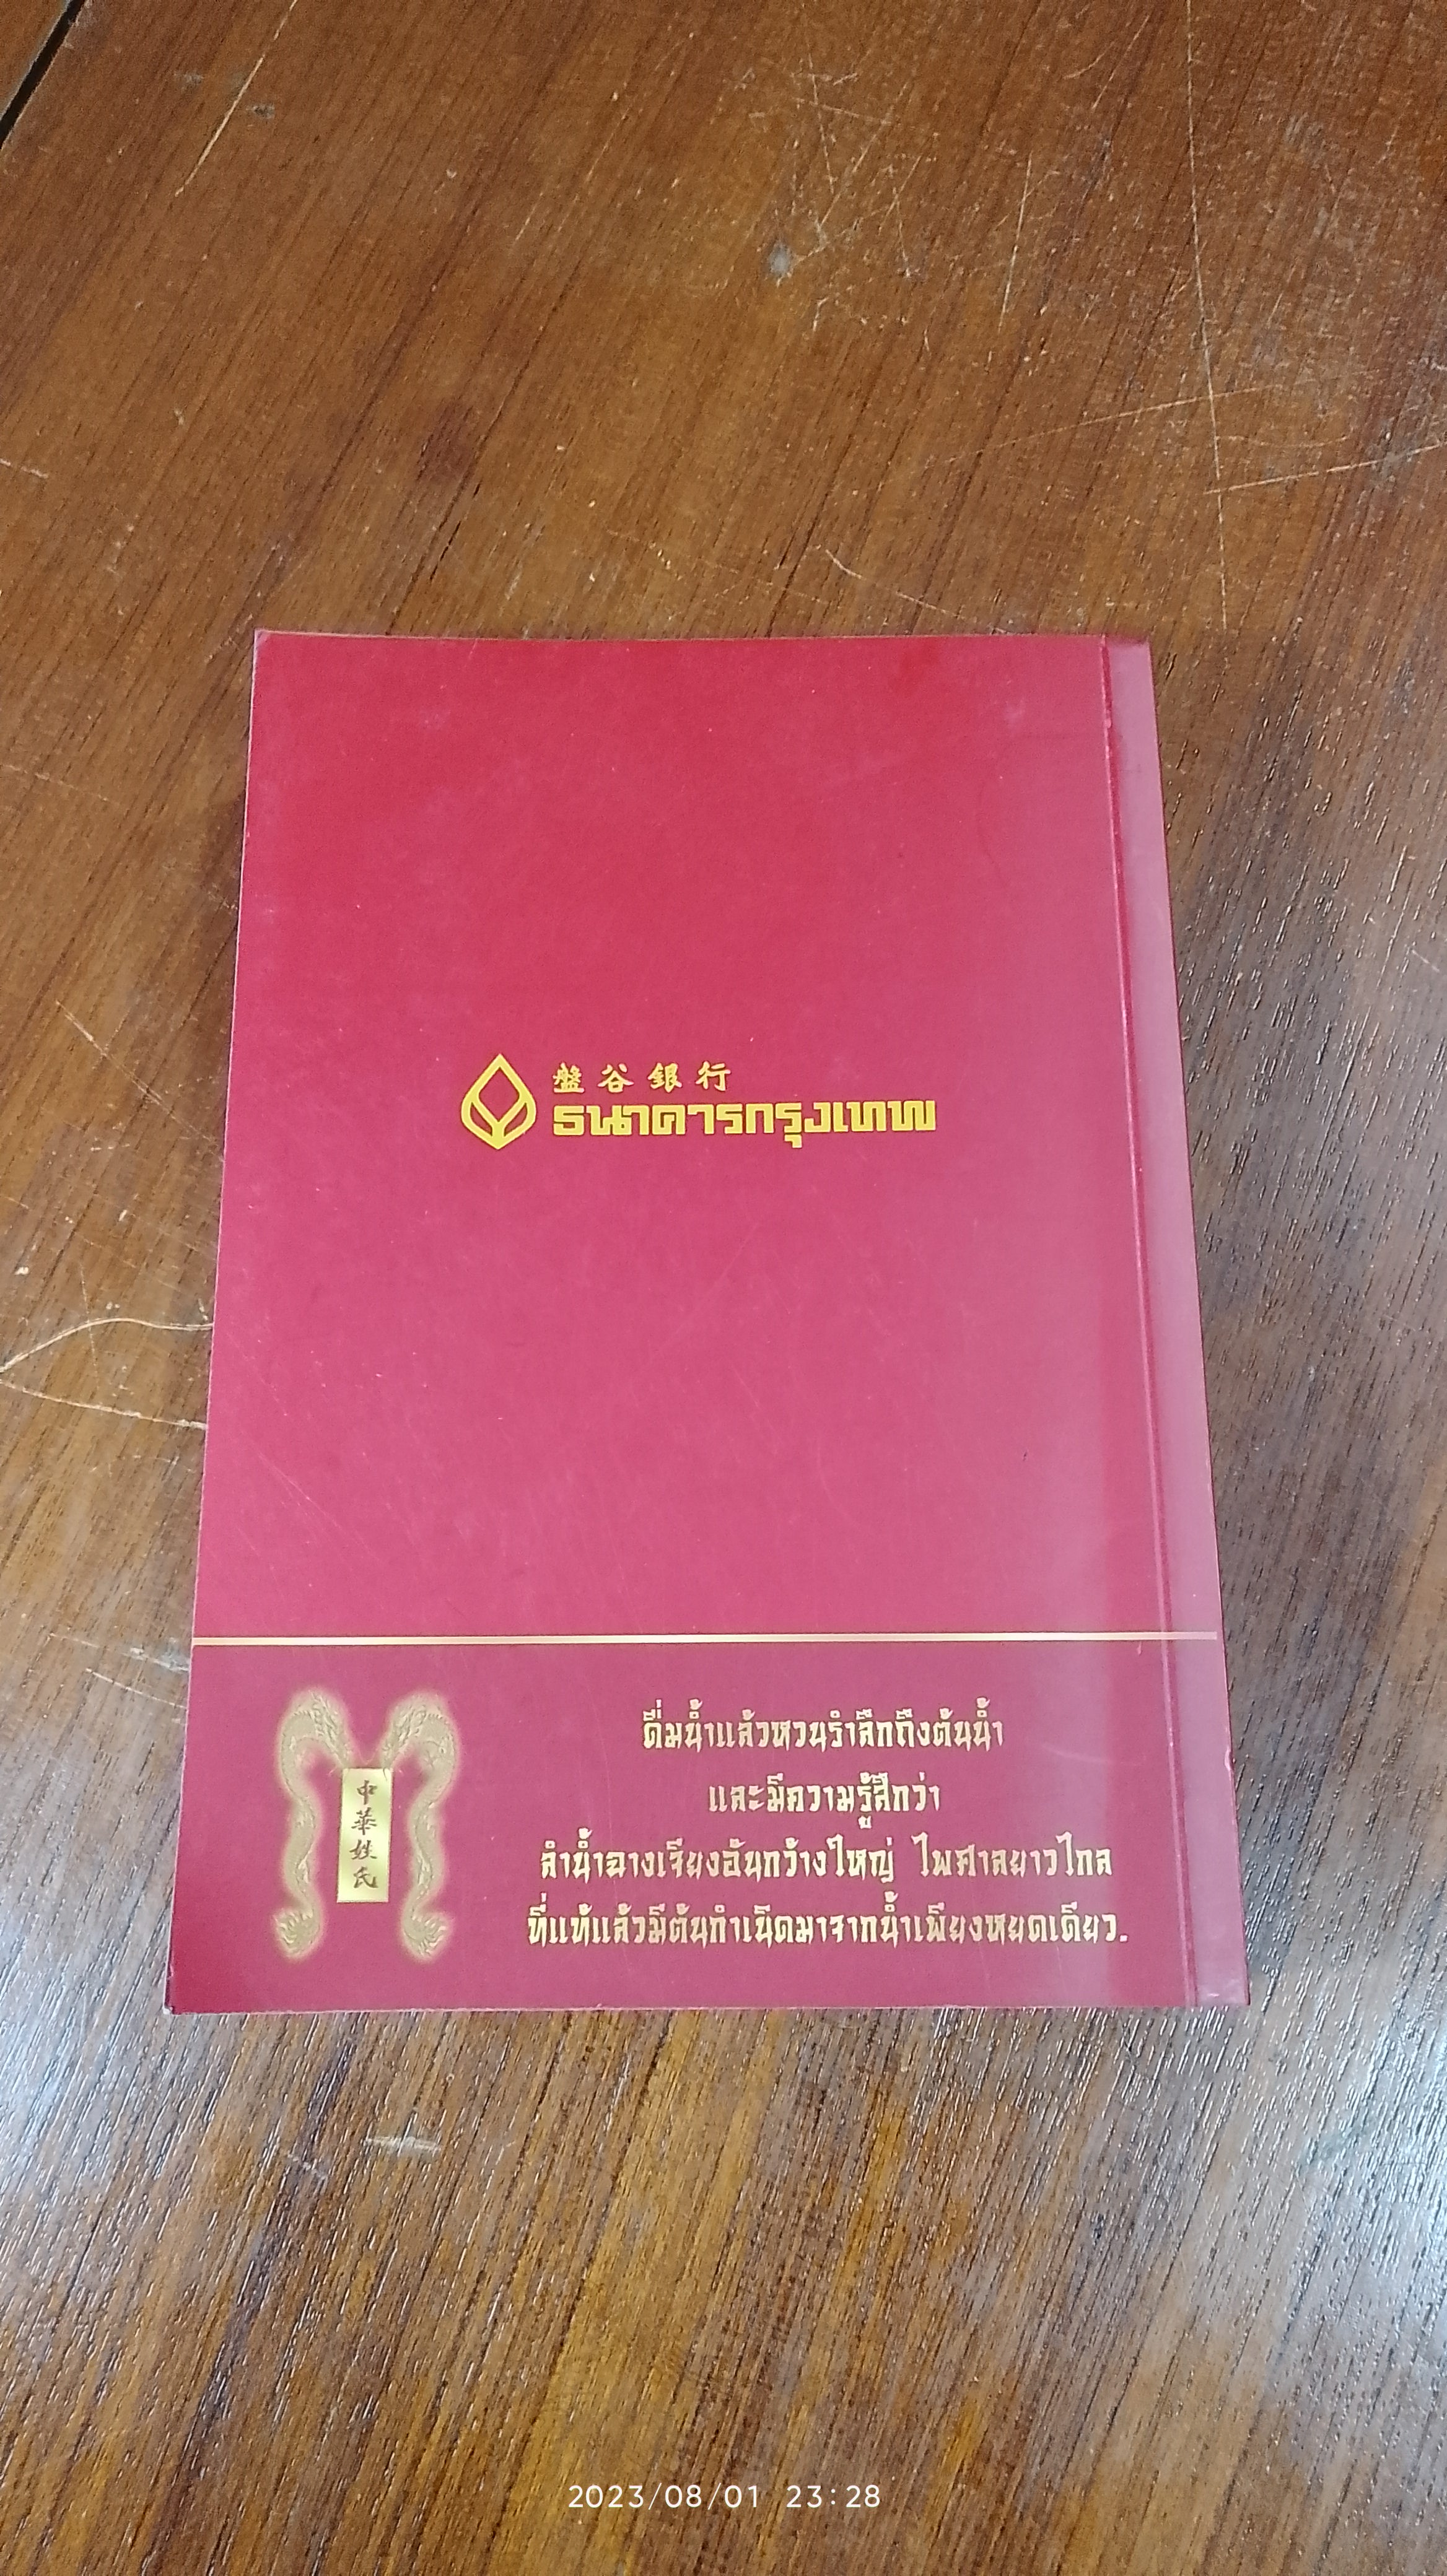 盤谷銀行
ธนาคารกรุงเทพ
ดื่มน้ำแล้วหวนรำลึกถึงต้นน้ำ
และมีความรู้สึกว่า
ลำน้ำฉางเจียงอันกว้างใหญ่ ไพศาลยาวไกล
ที่แท้แล้วมีต้นกำเนิดมาจากน้ำเพียงหยดเดียว.
中華姓氏
2023/08/01 23:28